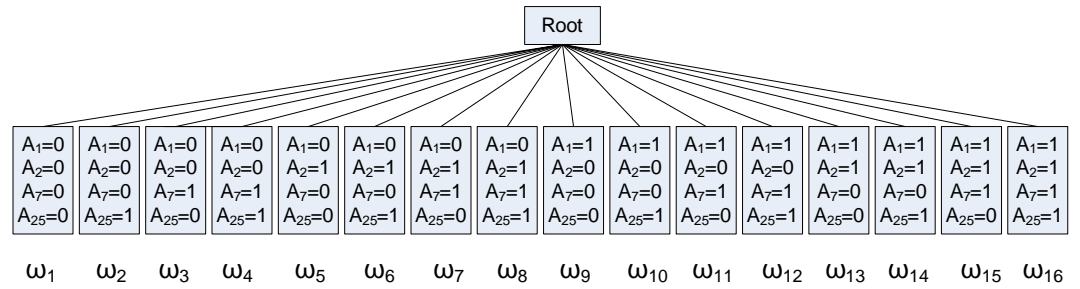 Root
A₁=0 A₁=0 A₁=0 A₁=0 A₁=0 A₁=0 A₁=0 A₁=0 A₁=1 A₁=1 A₁=1 A₁=1 A₁=1 A₁=1 A₁=1 A₁=1
A₂=0 A₂=0 A₂=0 A₂=0 A₂=1 A₂=1 A₂=1 A₂=1 A₂=0 A₂=0 A₂=0 A₂=0 A₂=1 A₂=1 A₂=1 A₂=1
A₇=0 A₇=0 A₇=1 A₇=1 A₇=0 A₇=0 A₇=1 A₇=1 A₇=0 A₇=0 A₇=1 A₇=1 A₇=0 A₇=0 A₇=1 A₇=1
A₂₅=0 A₂₅=1 A₂₅=0 A₂₅=1 A₂₅=0 A₂₅=1 A₂₅=0 A₂₅=1 A₂₅=0 A₂₅=1 A₂₅=0 A₂₅=1 A₂₅=0 A₂₅=1 A₂₅=0 A₂₅=1
ω₁ ω₂ ω₃ ω₄ ω₅ ω₆ ω₇ ω₈ ω₉ ω₁₀ ω₁₁ ω₁₂ ω₁₃ ω₁₄ ω₁₅ ω₁₆